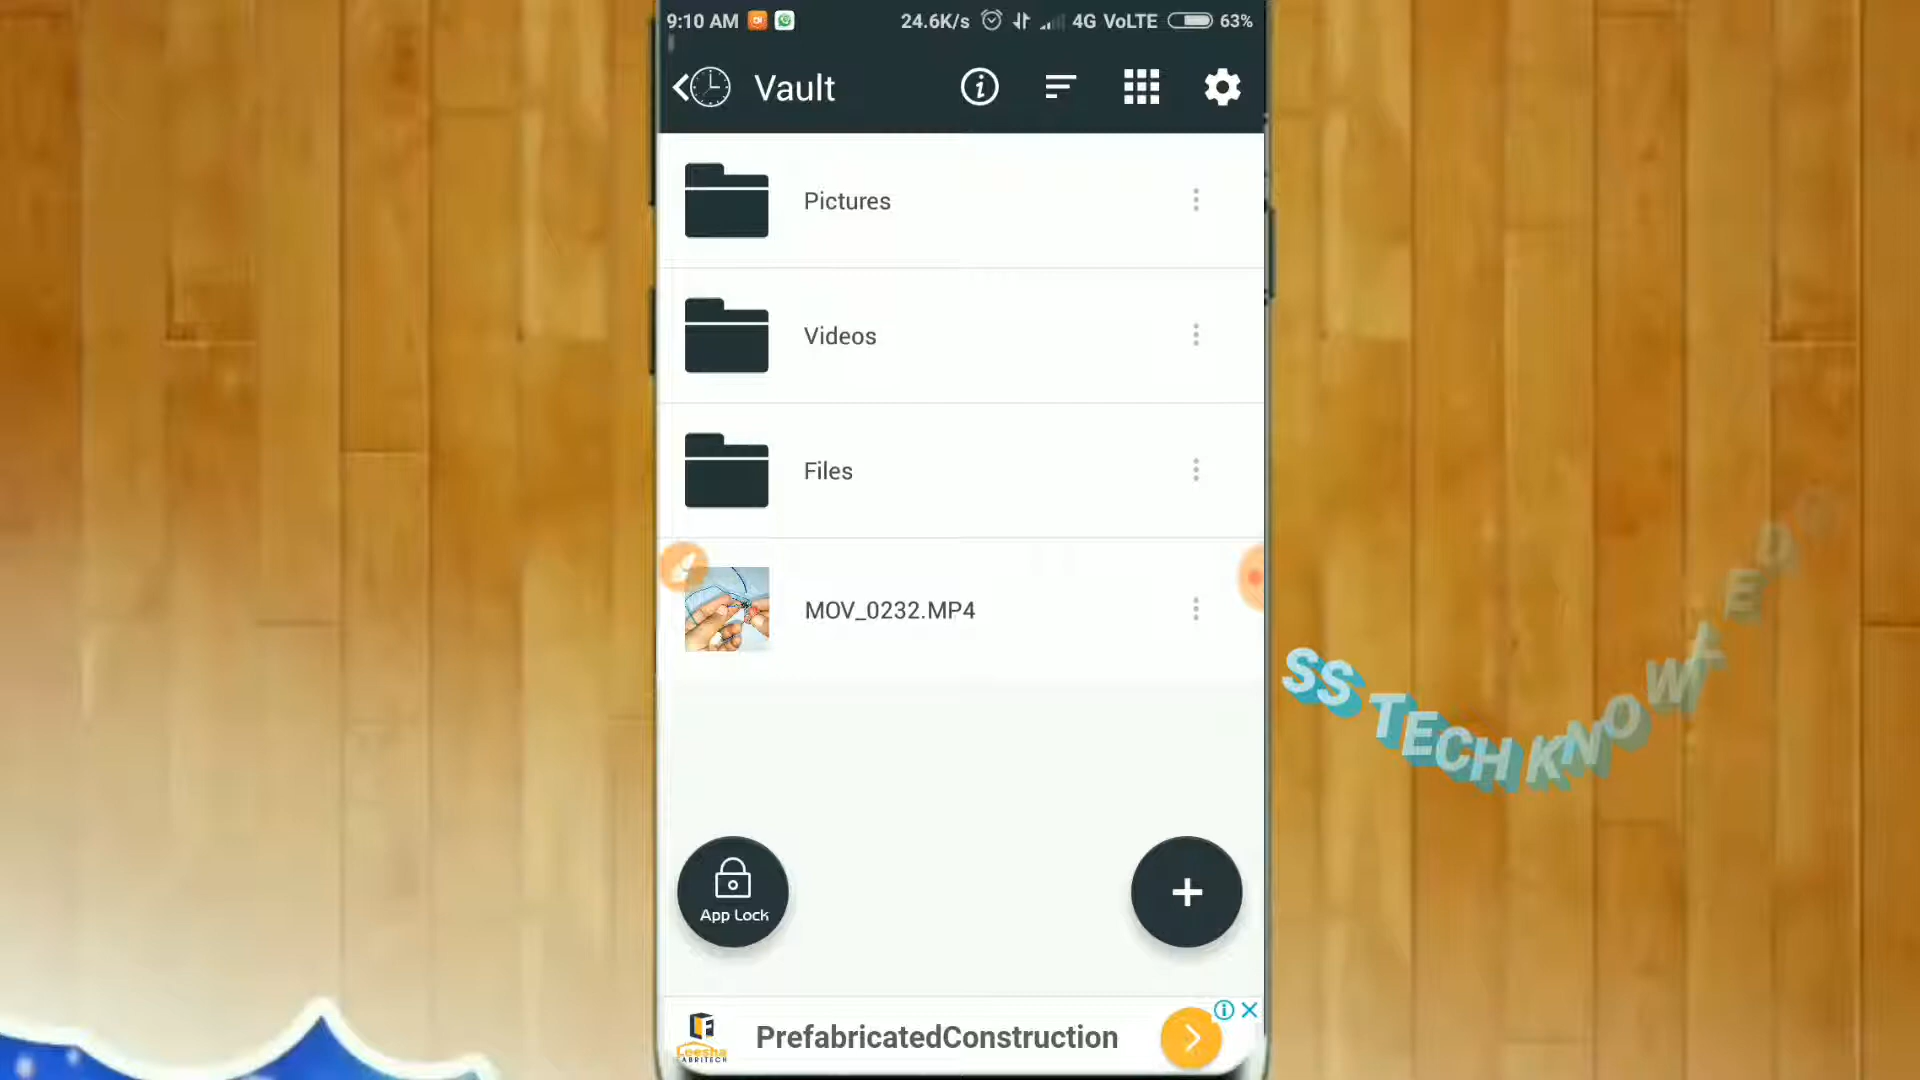 9:10 AM 24.6K/s 4G VoLTE 63%
Vault
Pictures
Videos
Files
MOV_0232.MP4
SS TECH KNOW
App Lock
PrefabricatedConstruction